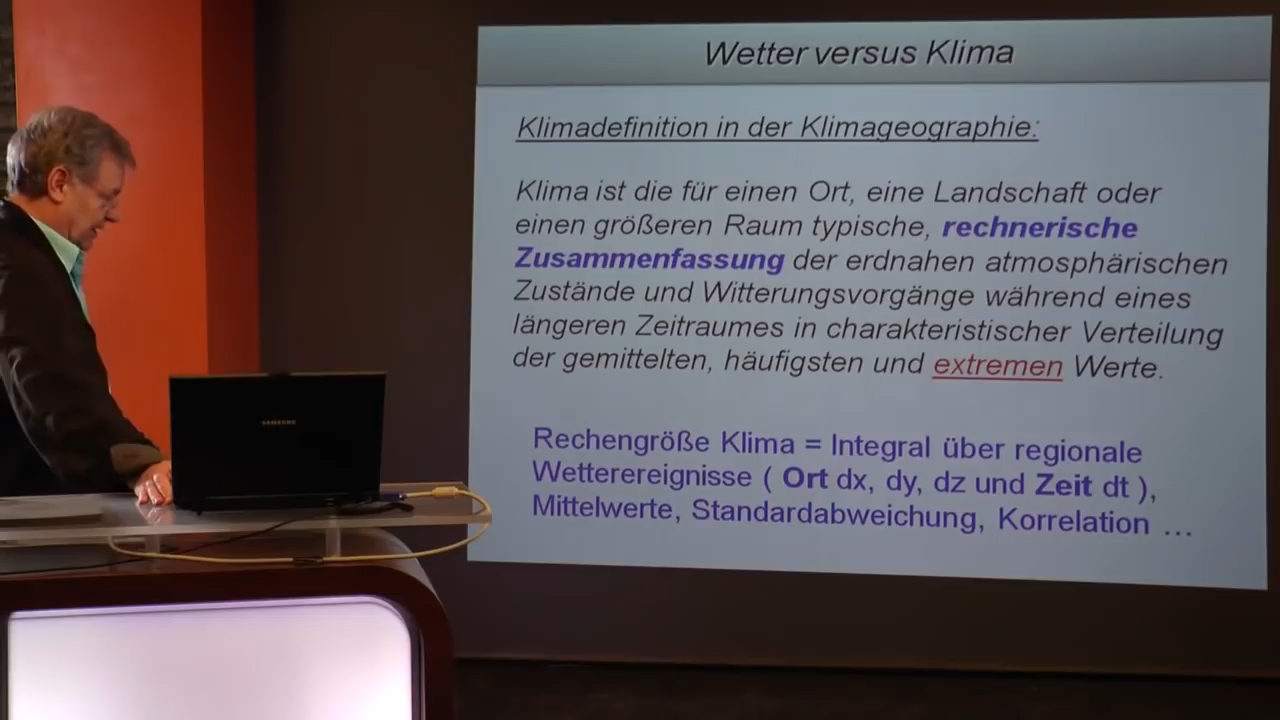 Wetter versus Klima
Klimadefinition in der Klimageographie:
Klima ist die für einen Ort, eine Landschaft oder
einen größeren Raum typische, rechnerische
Zusammenfassung der erdnahen atmosphärischen
Zustände und Witterungsvorgänge während eines
längeren Zeitraumes in charakteristischer Verteilung
der gemittelten, häufigsten und extremen Werte.
Rechengröße Klima = Integral über regionale
Wetterereignisse ( Ort dx, dy, dz und Zeit dt ),
Mittelwerte, Standardabweichung, Korrelation ...
SAMSUNG